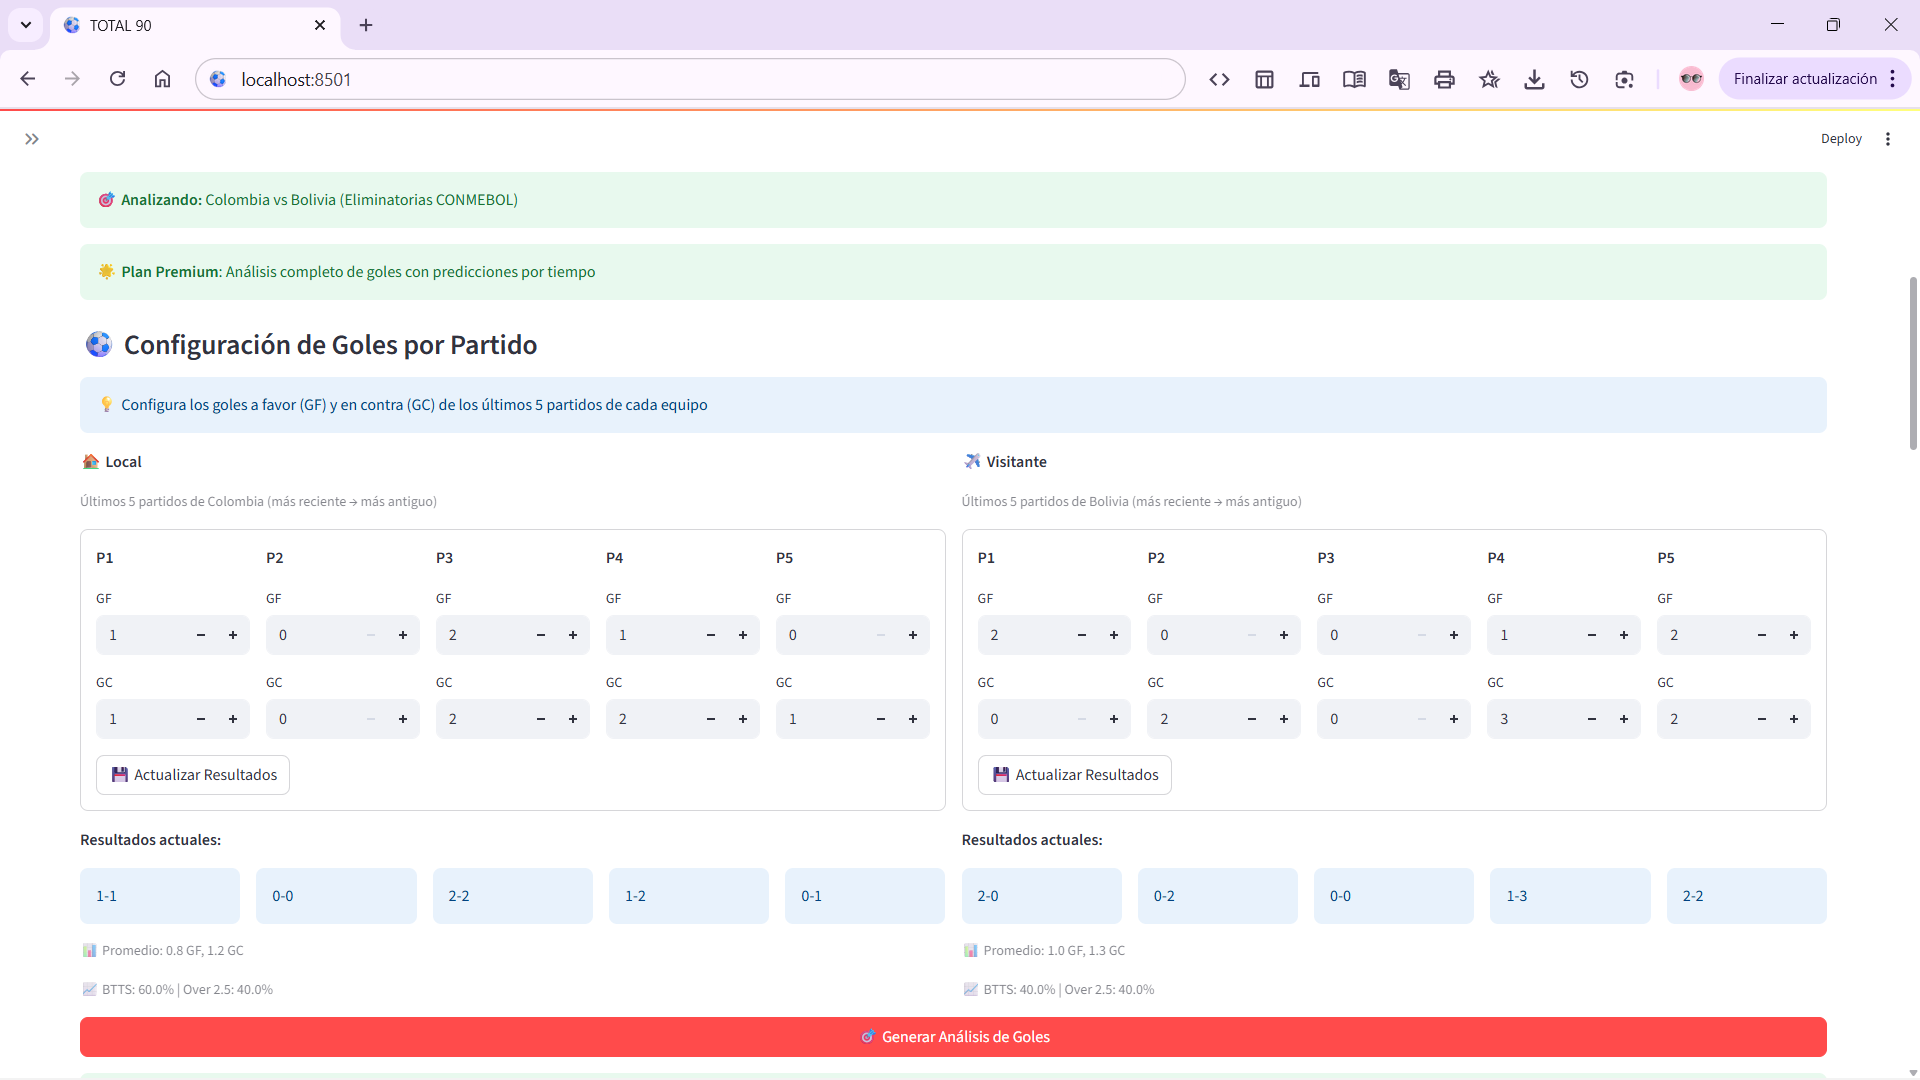 TOTAL 90
localhost:8501
Finalizar actualización
Deploy
Analizando: Colombia vs Bolivia (Eliminatorias CONMEBOL)
Plan Premium: Análisis completo de goles con predicciones por tiempo
Configuración de Goles por Partido
Configura los goles a favor (GF) y en contra (GC) de los últimos 5 partidos de cada equipo
Local
Últimos 5 partidos de Colombia (más reciente → más antiguo)
P1 P2 P3 P4 P5
GF GF GF GF GF
1 0 2 1 0
GC GC GC GC GC
1 0 2 2 1
Actualizar Resultados
Resultados actuales:
1-1 0-0 2-2 1-2 0-1
Promedio: 0.8 GF, 1.2 GC
BTTS: 60.0% | Over 2.5: 40.0%
Visitante
Últimos 5 partidos de Bolivia (más reciente → más antiguo)
P1 P2 P3 P4 P5
GF GF GF GF GF
2 0 0 1 2
GC GC GC GC GC
0 2 0 3 2
Actualizar Resultados
Resultados actuales:
2-0 0-2 0-0 1-3 2-2
Promedio: 1.0 GF, 1.3 GC
BTTS: 40.0% | Over 2.5: 40.0%
Generar Análisis de Goles